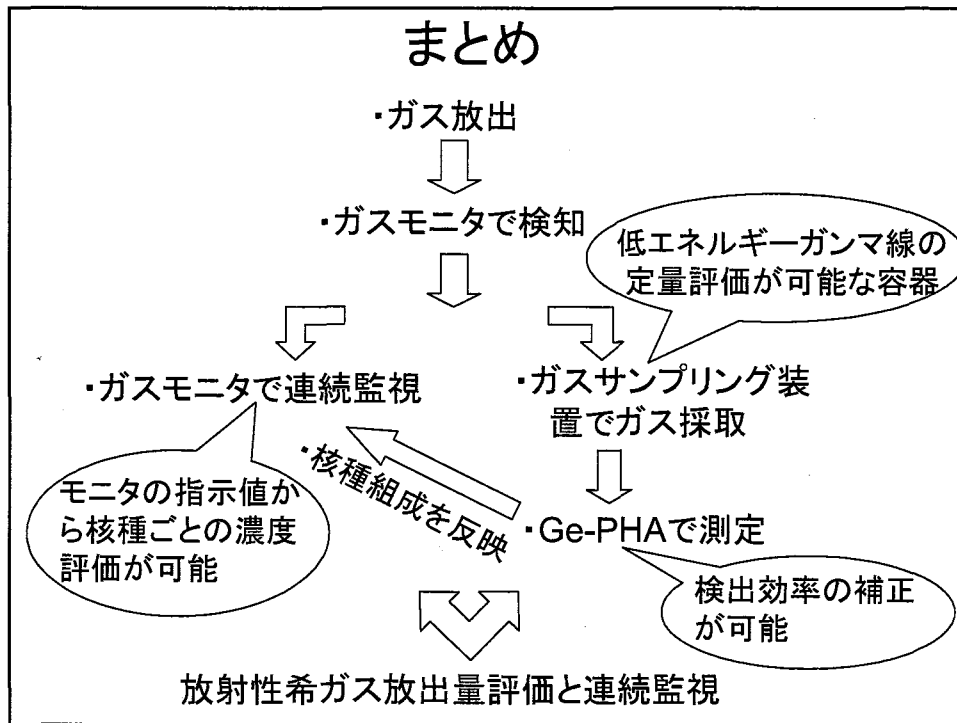 まとめ
・ガス放出
・ガスモニタで検知
低エネルギーガンマ線の
定量評価が可能な容器
・ガスモニタで連続監視
・ガスサンプリング装
置でガス採取
・核種組成を反映
モニタの指示値か
ら核種ごとの濃度
評価が可能
・Ge-PHAで測定
検出効率の補正
が可能
放射性希ガス放出量評価と連続監視